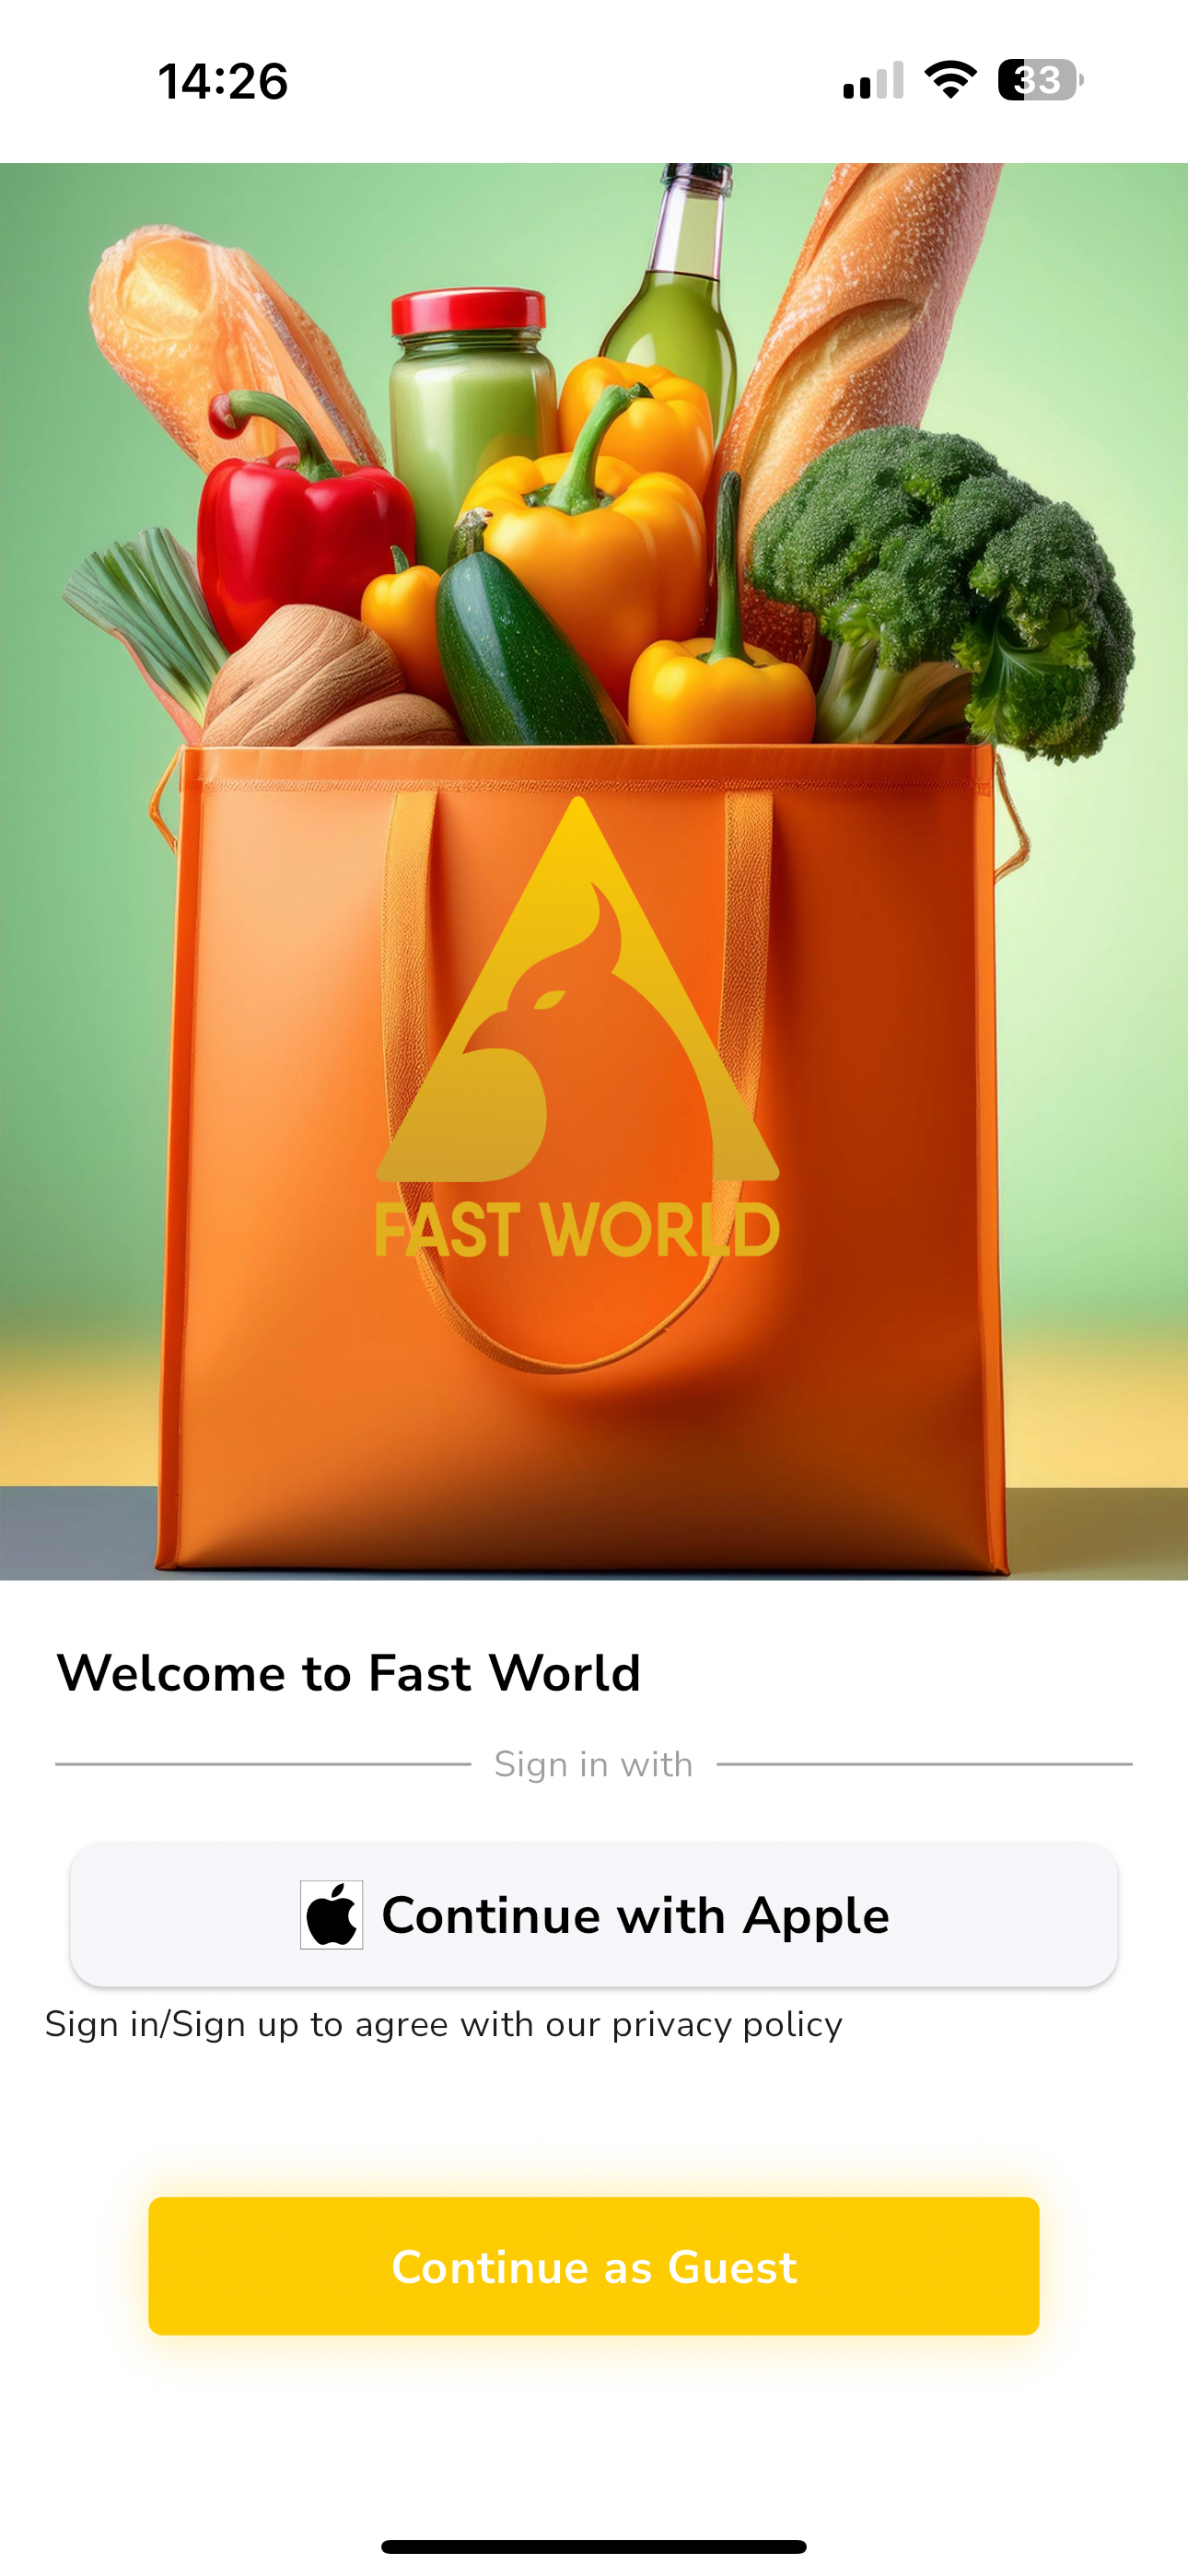 14:26
33
FAST WORLD
Welcome to Fast World
Sign in with
Continue with Apple
Sign in/Sign up to agree with our privacy policy
Continue as Guest